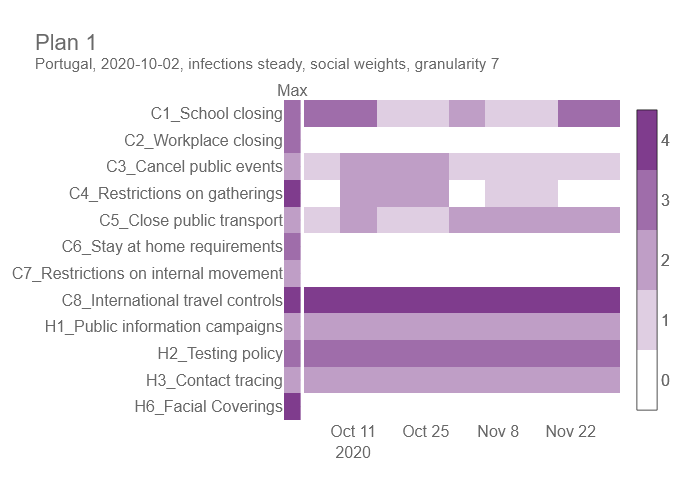 Plan 1
Portugal, 2020-10-02, infections steady, social weights, granularity 7
Max
C1_School closing
C2_Workplace closing
C3_Cancel public events
C4_Restrictions on gatherings
C5_Close public transport
C6_Stay at home requirements
C7_Restrictions on internal movement
C8_International travel controls
H1_Public information campaigns
H2_Testing policy
H3_Contact tracing
H6_Facial Coverings
4
3
2
1
0
Oct 11 Oct 25 Nov 8 Nov 22
2020